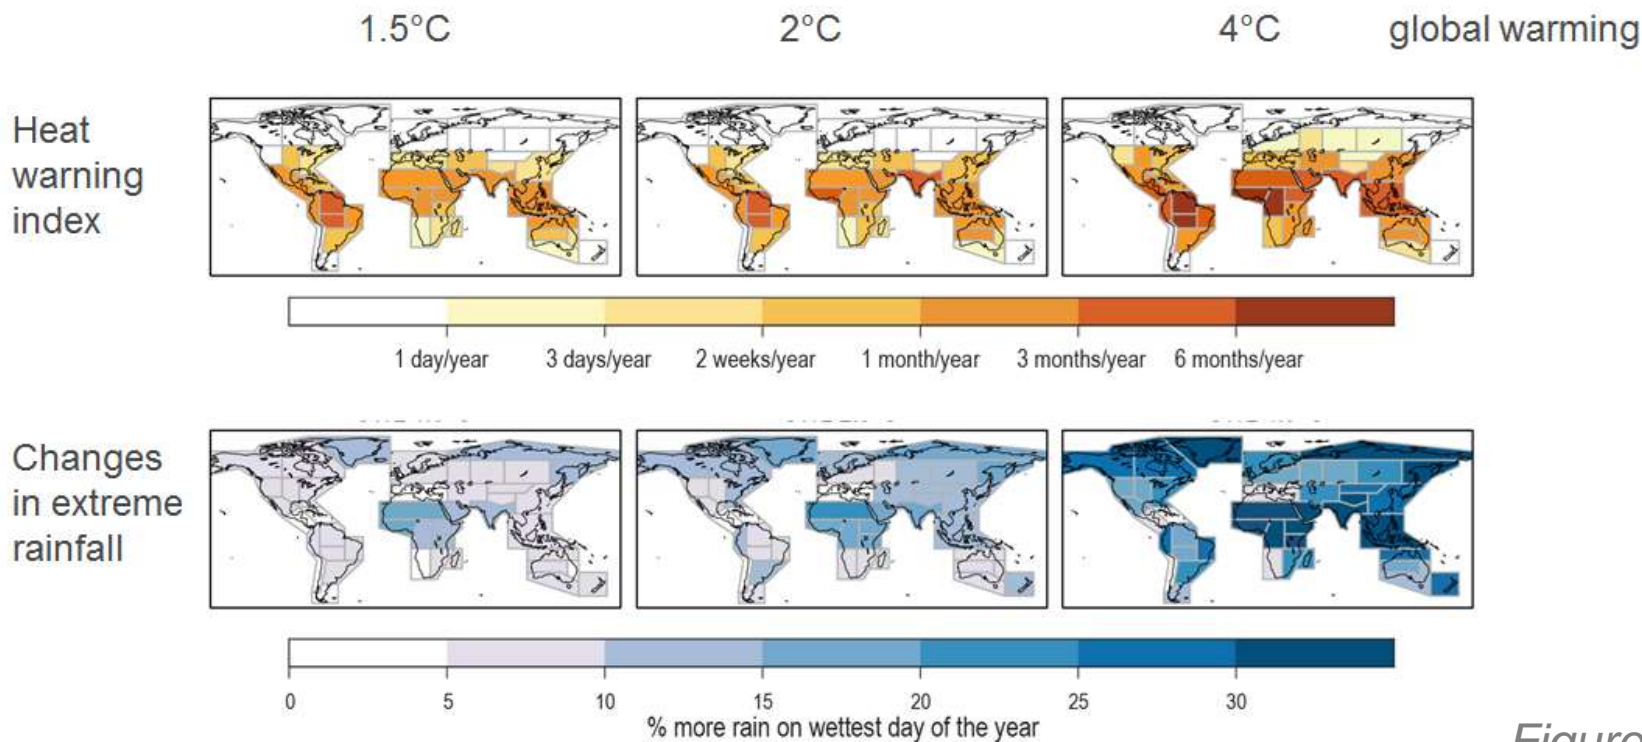 1.5°C 2°C 4°C global warming
Heat
warning
index
1 day/year 3 days/year 2 weeks/year 1 month/year 3 months/year 6 months/year
Changes
in extreme
rainfall
0 5 10 15 20 25 30
% more rain on wettest day of the year
Figure